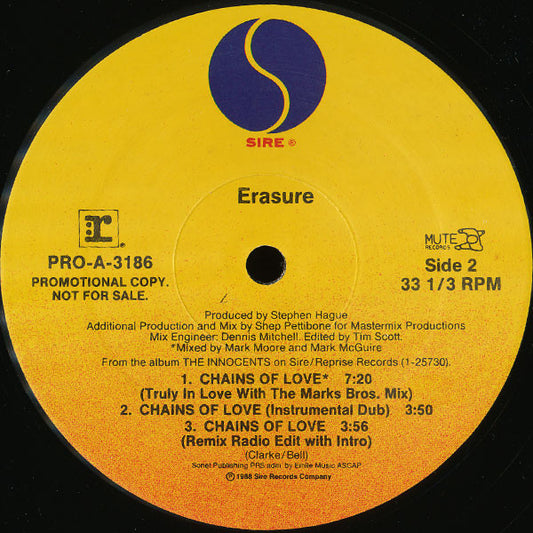 SIRE ®
Erasure
r ®
PRO-A-3186
PROMOTIONAL COPY.
NOT FOR SALE.
MUTE
RECORDS
Side 2
33 1/3 RPM
Produced by Stephen Hague
Additional Production and Mix by Shep Pettibone for Mastermix Productions
Mix Engineer: Dennis Mitchell. Edited by Tim Scott.
*Mixed by Mark Moore and Mark McGuire
From the album THE INNOCENTS on Sire/Reprise Records (1-25730).
1. CHAINS OF LOVE* 7:20
(Truly In Love With The Marks Bros. Mix)
2. CHAINS OF LOVE (Instrumental Dub) 3:50
3. CHAINS OF LOVE 3:56
(Remix Radio Edit with Intro)
(Clarke/Bell)
Sonet Publishing PRS adm. by Emile Music ASCAP
℗ 1988 Sire Records Company